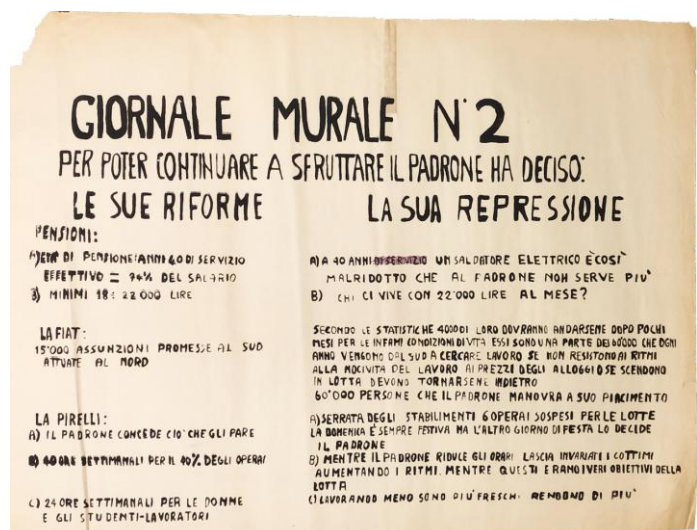 GIORNALE MURALE N°2
PER POTER CONTINUARE A SFRUTTARE IL PADRONE HA DECISO:
LE SUE RIFORME
PENSIONI:
A) ETA' DI PENSIONE: ANNI 40 DI SERVIZIO
EFFETTIVO = 74% DEL SALARIO
B) MINIMI 18÷22000 LIRE
LA FIAT:
15'000 ASSUNZIONI PROMESSE AL SUD
ATTUATE AL NORD
LA PIRELLI:
A) IL PADRONE CONCEDE CIO' CHE GLI PARE
B) 40 ORE SETTIMANALI PER IL 40% DEGLI OPERAI
C) 24 ORE SETTIMANALI PER LE DONNE
E GLI STUDENTI-LAVORATORI
LA SUA REPRESSIONE
A) A 40 ANNI DI SERVIZIO UN SALDATORE ELETTRICO È COSÌ
MALRIDOTTO CHE AL PADRONE NON SERVE PIU'
B) CHI CI VIVE CON 22'000 LIRE AL MESE?
SECONDO LE STATISTICHE 4000 DI LORO DOVRANNO ANDARSENE DOPO POCHI
MESI PER LE INFAMI CONDIZIONI DI VITA ESSI SONO UNA PARTE DEI 60'000 CHE OGNI
ANNO VENGONO DAL SUD A CERCARE LAVORO SE NON RESISTONO AI RITMI
ALLA NOCIVITA DEL LAVORO AI PREZZI DEGLI ALLOGGI O SE SCENDONO
IN LOTTA DEVONO TORNARSENE INDIETRO
60'000 PERSONE CHE IL PADRONE MANOVRA A SUO PIACIMENTO
A) SERRATA DEGLI STABILIMENTI 6 OPERAI SOSPESI PER LE LOTTE
LA DOMENICA È SEMPRE FESTIVA MA L'ALTRO GIORNO DI FESTA LO DECIDE
IL PADRONE
B) MENTRE IL PADRONE RIDUCE GLI ORARI LASCIA INVARIATI I COTTIMI
AUMENTANDO I RITMI. MENTRE QUESTI ERANO I VERI OBIETTIVI DELLA
LOTTA
C) LAVORANDO MENO SONO PIU' FRESCHI. RENDONO DI PIU'